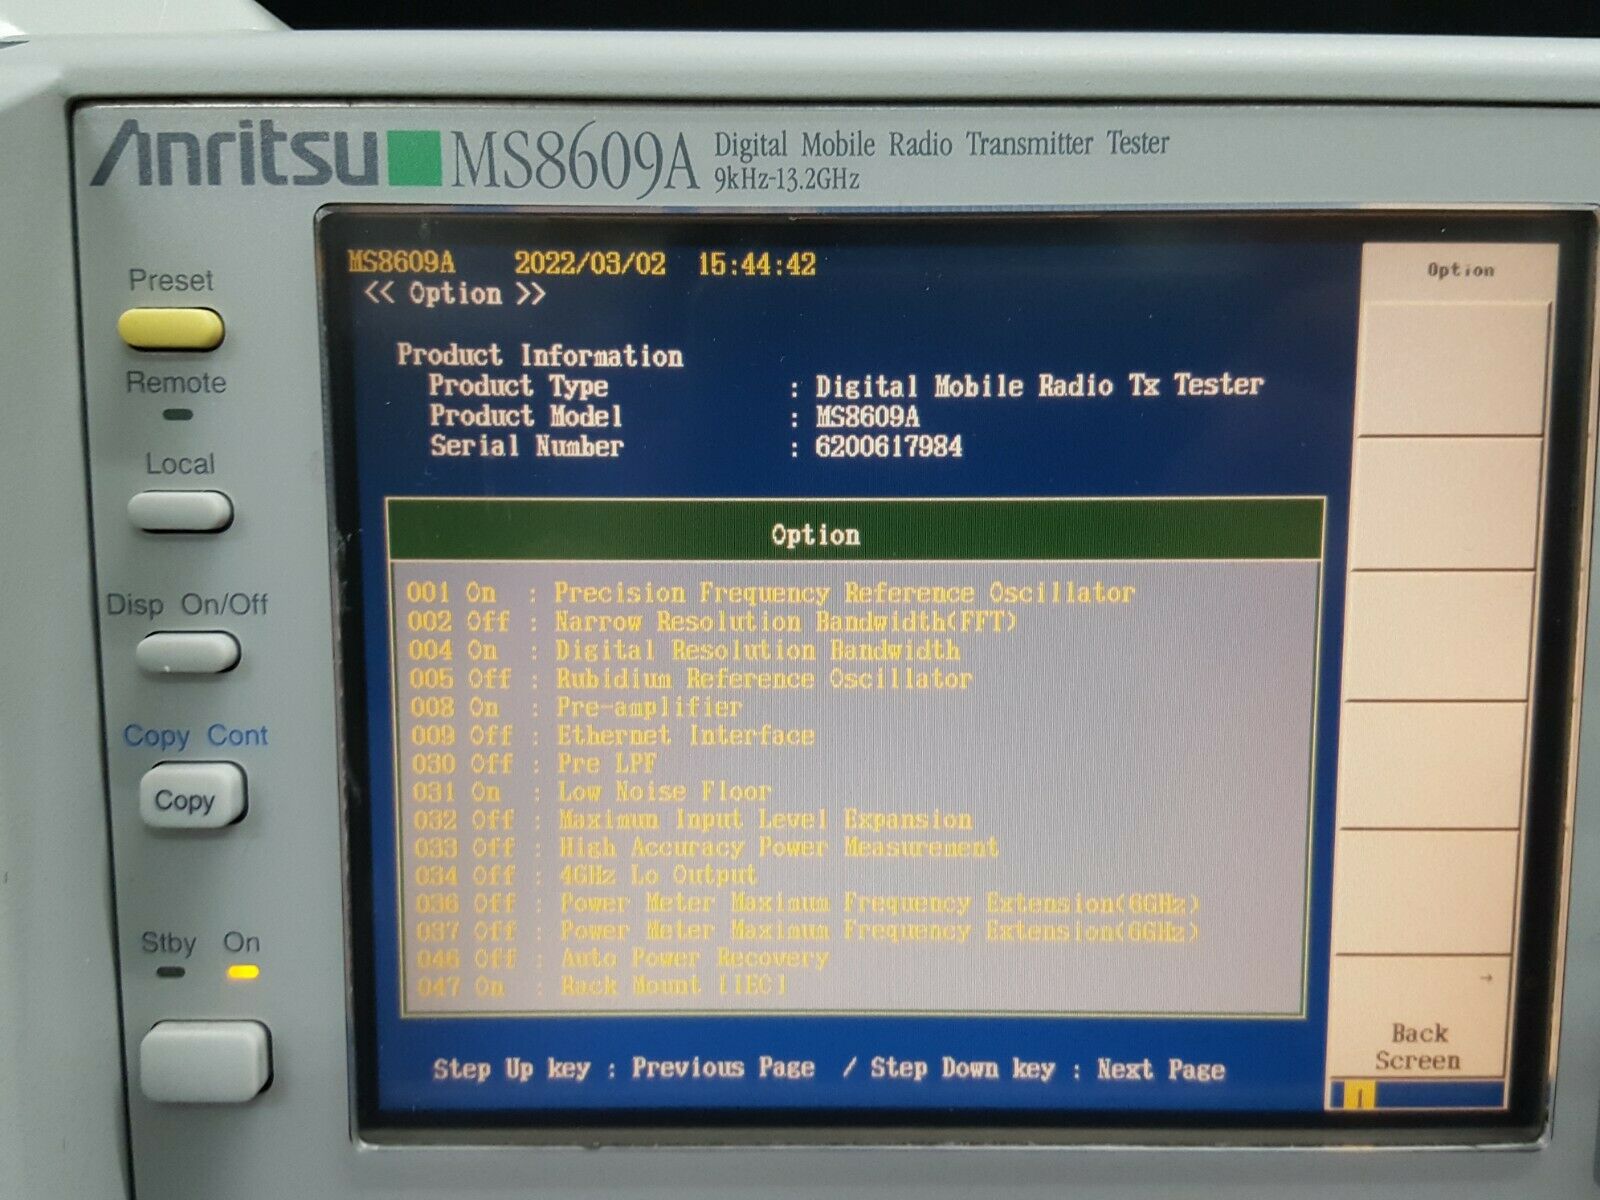 Anritsu MS8609A Digital Mobile Radio Transmitter Tester
9kHz-13.2GHz
Preset
Remote
Local
Disp On/Off
Copy Cont
Copy
Stby On
MS8609A 2022/03/02 15:44:42
<< Option >>
Product Information
Product Type : Digital Mobile Radio Tx Tester
Product Model : MS8609A
Serial Number : 6200617984
Option
001 On : Precision Frequency Reference Oscillator
002 Off : Narrow Resolution Bandwidth(FFT)
004 On : Digital Resolution Bandwidth
005 Off : Rubidium Reference Oscillator
008 On : Pre-amplifier
009 Off : Ethernet Interface
030 Off : Pre LPF
031 On : Low Noise Floor
032 Off : Maximum Input Level Expansion
033 Off : High Accuracy Power Measurement
034 Off : 4GHz Lo Output
036 Off : Power Meter Maximum Frequency Extension(6GHz)
037 Off : Power Meter Maximum Frequency Extension(6GHz)
046 Off : Auto Power Recovery
047 On : Rack Mount [IEC]
Step Up key : Previous Page / Step Down key : Next Page
Option
→
Back
Screen
1